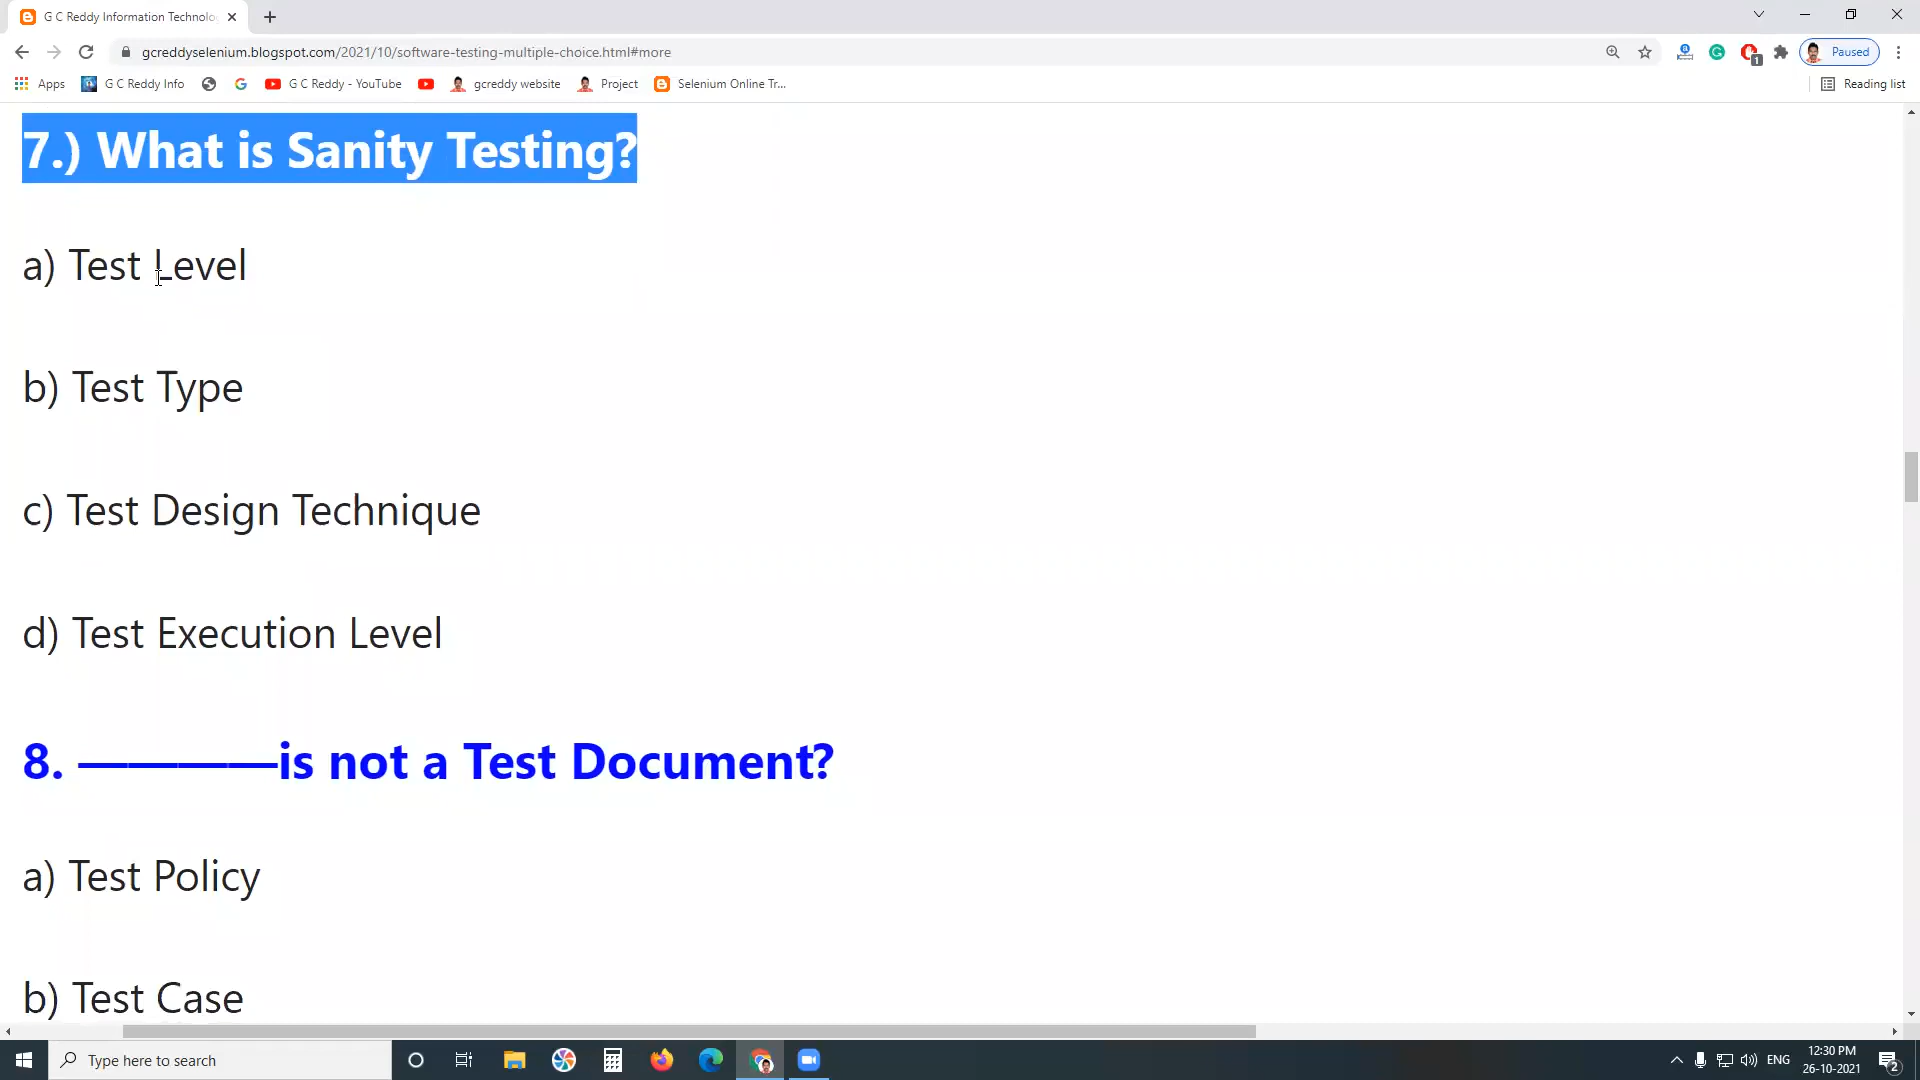 G C Reddy Information Technolo
gcreddyselenium.blogspot.com/2021/10/software-testing-multiple-choice.html#more
Paused
Apps G C Reddy Info G C Reddy - YouTube gcreddy website Project Selenium Online Tr... Reading list
7.) What is Sanity Testing?
a) Test Level
b) Test Type
c) Test Design Technique
d) Test Execution Level
8. ————is not a Test Document?
a) Test Policy
b) Test Case
Type here to search
ENG
12:30 PM
26-10-2021
2